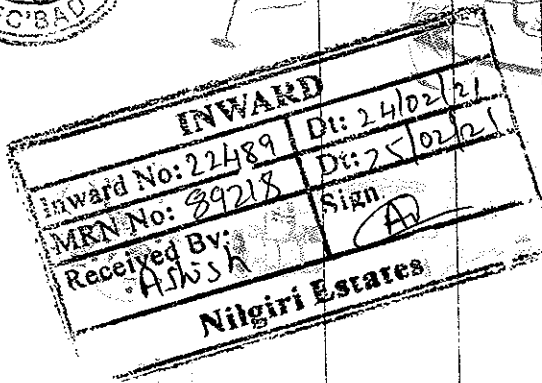 C'BAD
INWARD
Inward No: 22489 Dt: 24/02/21
MRN No: 89218 Dt: 25/02/21
Received By: Sign:
Ashish
Nilgiri Estates